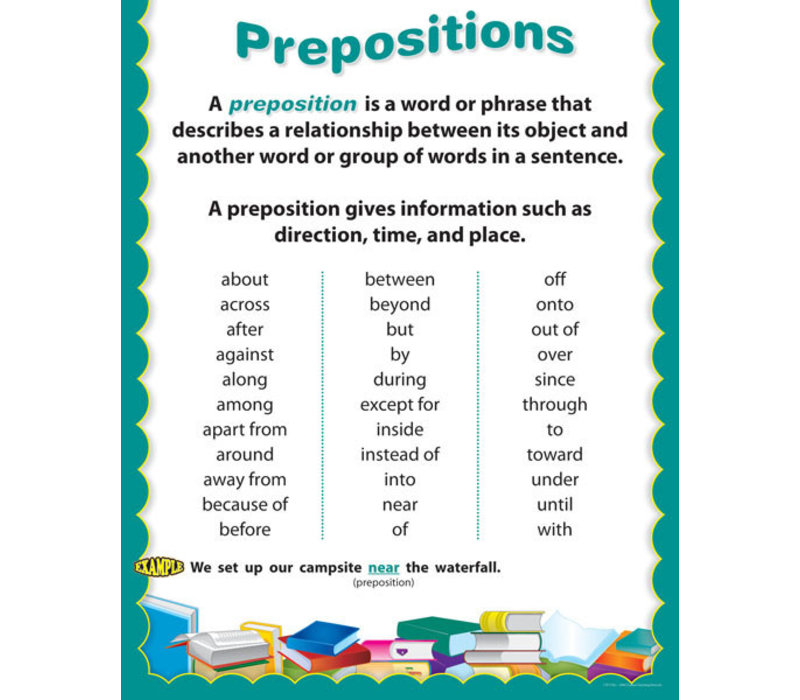 Prepositions
A preposition is a word or phrase that
describes a relationship between its object and
another word or group of words in a sentence.
A preposition gives information such as
direction, time, and place.
about
across
after
against
along
among
apart from
around
away from
because of
before
between
beyond
but
by
during
except for
inside
instead of
into
near
of
off
onto
out of
over
since
through
to
toward
under
until
with
EXAMPLE We set up our campsite near the waterfall.
(preposition)